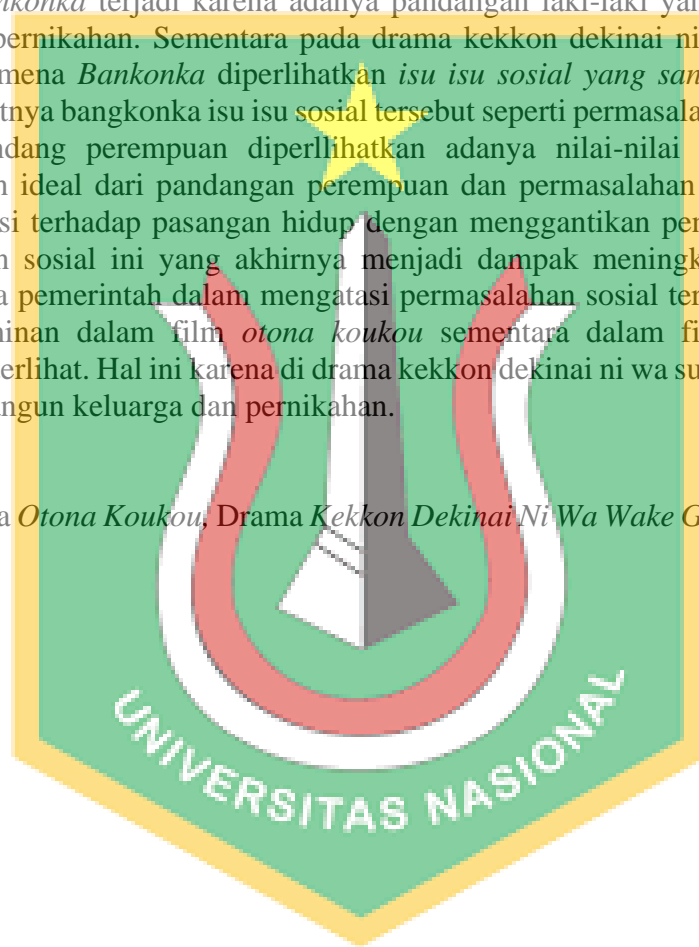 nkonka terjadi karena adanya pandangan laki-laki yan
pernikahan. Sementara pada drama kekkon dekinai ni
mena Bankonka diperlihatkan isu isu sosial yang san
tnya bangkonka isu isu sosial tersebut seperti permasala
ndang perempuan diperllihatkan adanya nilai-nilai
n ideal dari pandangan perempuan dan permasalahan
si terhadap pasangan hidup dengan menggantikan per
n sosial ini yang akhirnya menjadi dampak meningk
a pemerintah dalam mengatasi permasalahan sosial ter
ninan dalam film otona koukou sementara dalam fi
erlihat. Hal ini karena di drama kekkon dekinai ni wa su
angun keluarga dan pernikahan.
a Otona Koukou, Drama Kekkon Dekinai Ni Wa Wake G
UNIVERSITAS NASIONAL